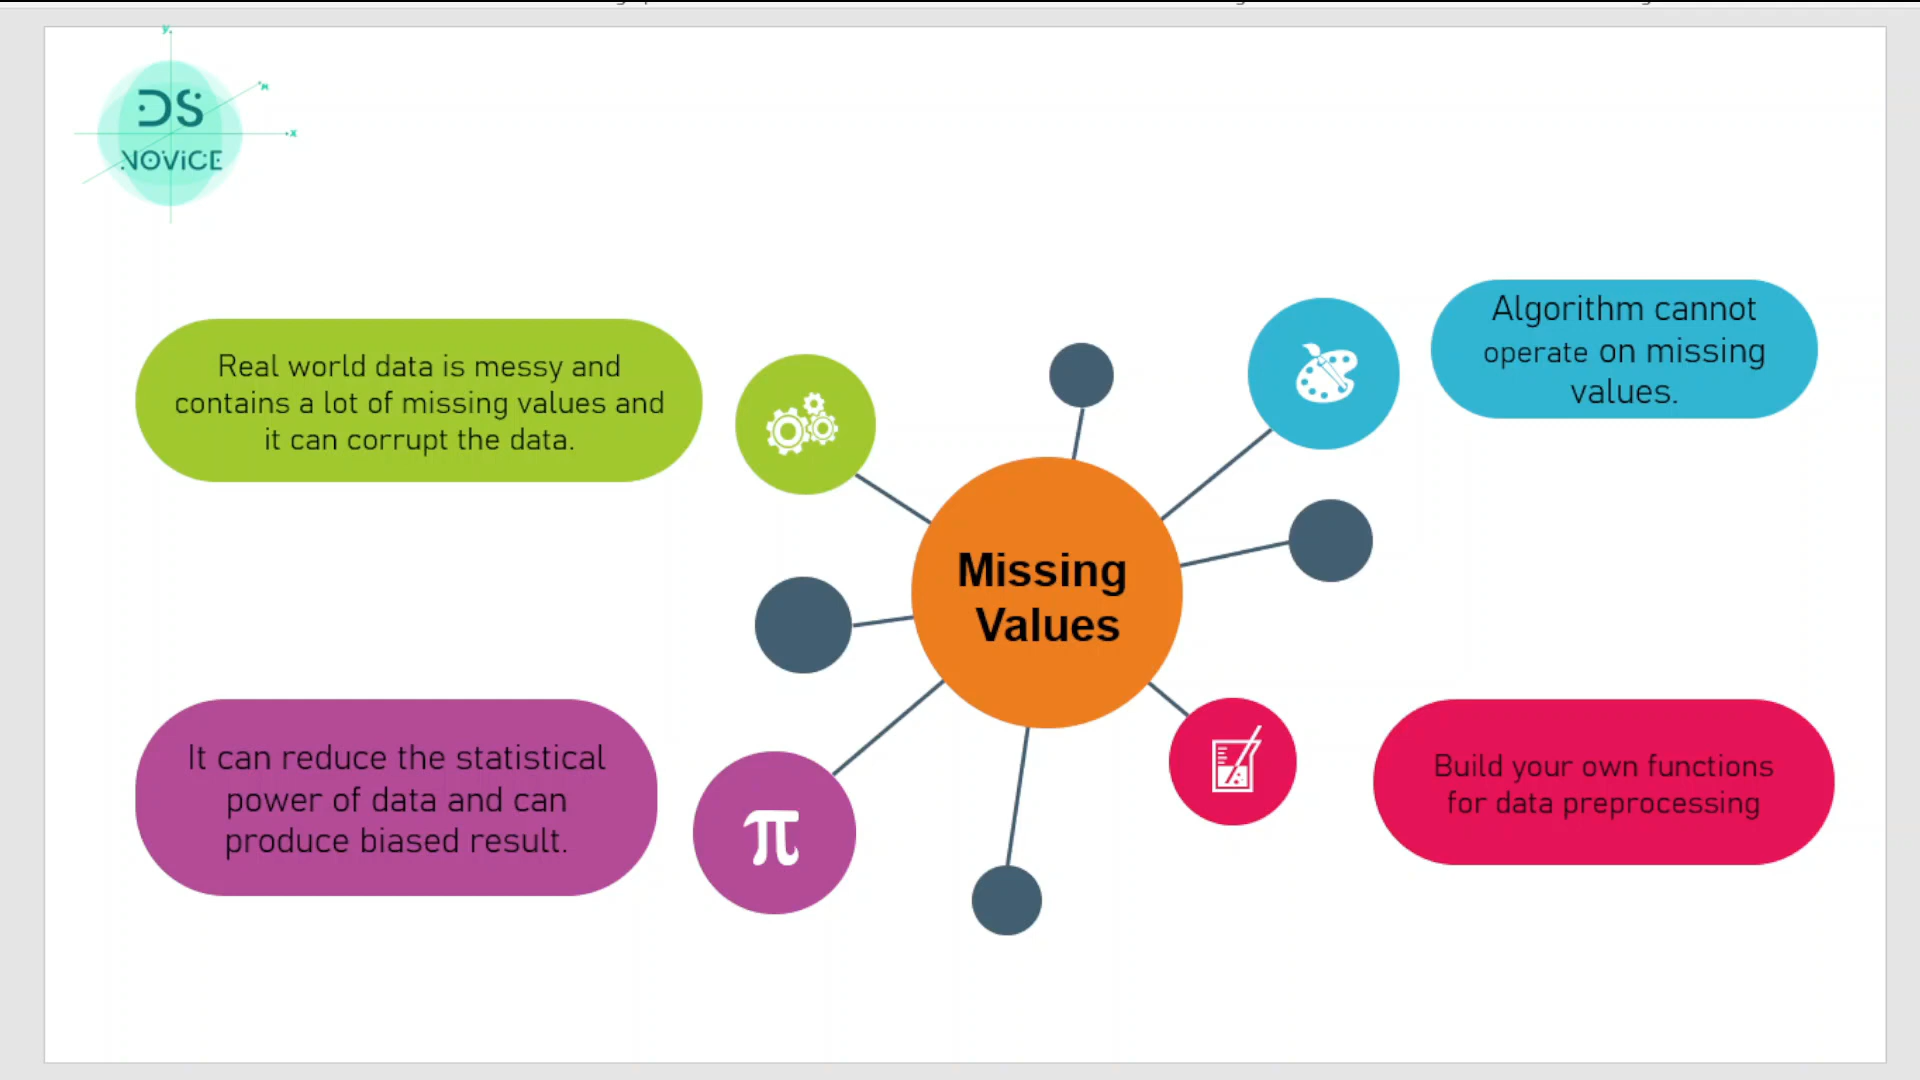 y
DS
x
NOViCE
Real world data is messy and
contains a lot of missing values and
it can corrupt the data.
Algorithm cannot
operate on missing
values.
Missing
Values
It can reduce the statistical
power of data and can
produce biased result.
π
Build your own functions
for data preprocessing